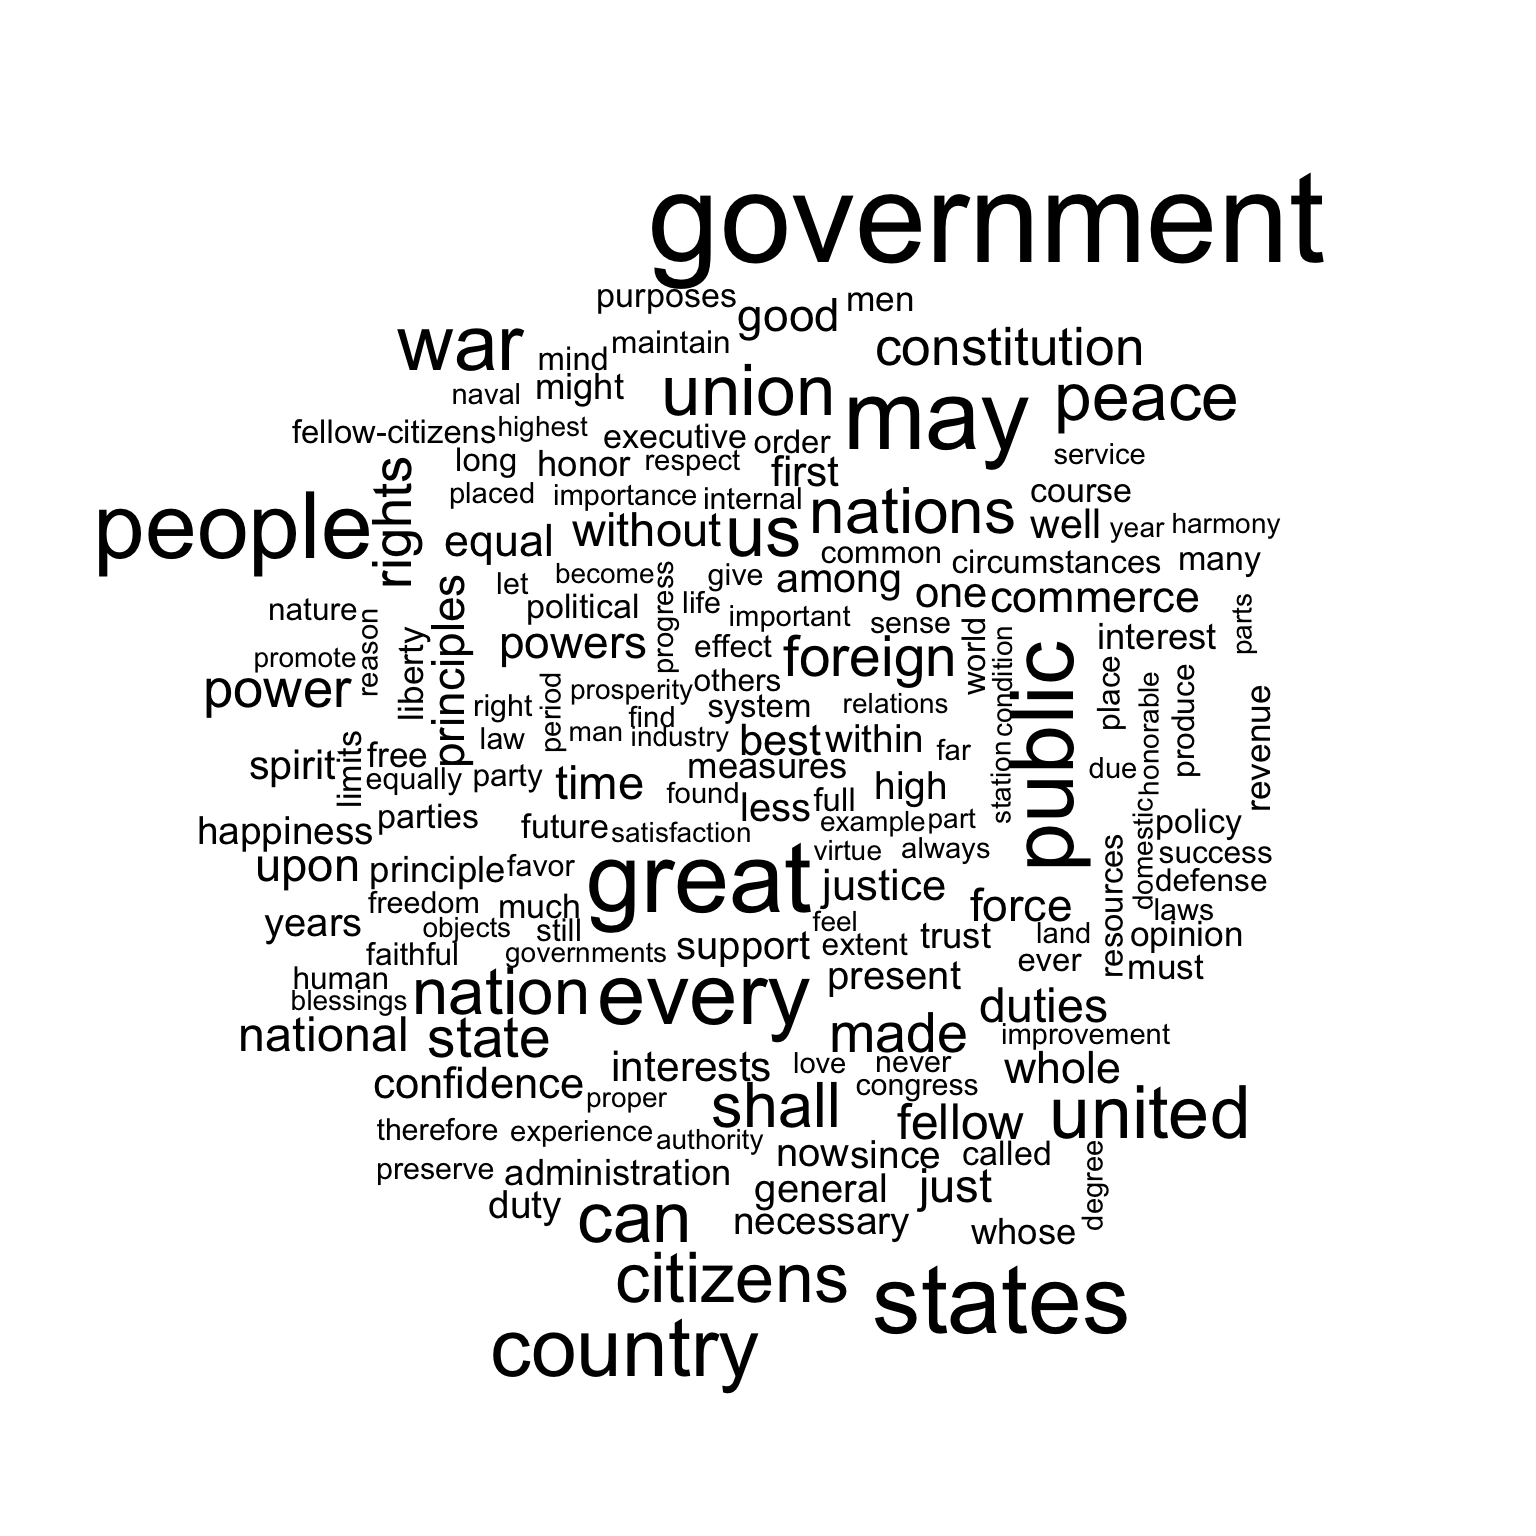 government
purposes good men
war mind maintain constitution
naval might union may peace
fellow-citizens highest executive order
long honor respect first service
people rights placed importance internal nations course
equal without us well year harmony
common circumstances many
let become progress give among one commerce
nature reason political life important sense parts
promote liberty principles powers effect foreign world condition public interest
power right period prosperity others system relations place honorable produce revenue
law man find industry best within far
spirit limits free
equally party time measures station due
found less full high
happiness parties future satisfaction example part domestic policy
upon principle favor great virtue always resources success
freedom much justice force defense
years objects still feel laws
faithful governments support extent trust land opinion
human ever must
blessings nation every present
national state made duties improvement
interests love never whole
confidence proper shall congress fellow united
therefore experience authority
now since called degree
preserve administration general just
duty can necessary whose
citizens states
country